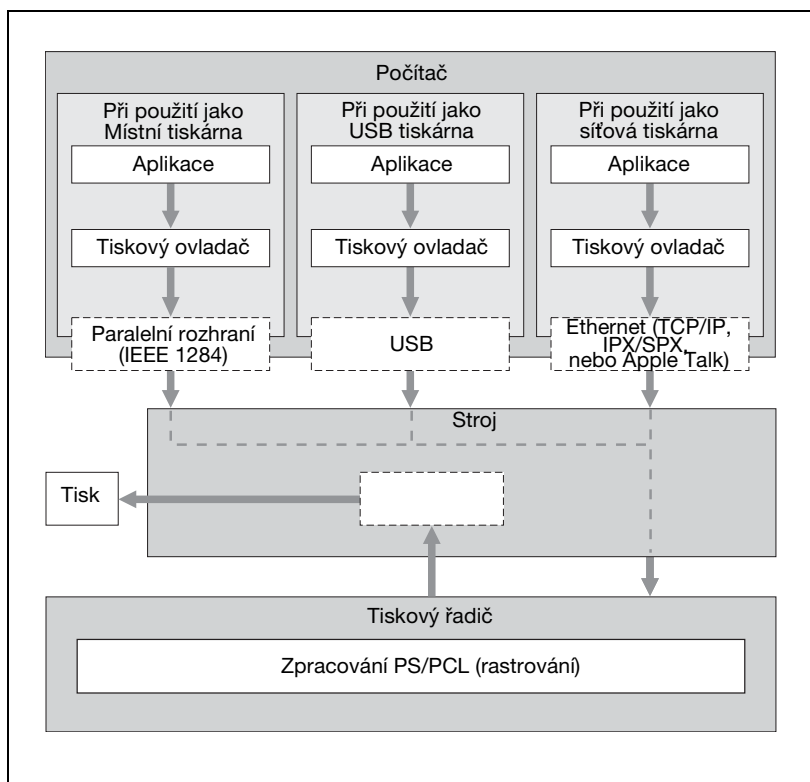 Počítač
Při použití jako
Místní tiskárna
Aplikace
Tiskový ovladač
Paralelní rozhraní
(IEEE 1284)
Při použití jako
USB tiskárna
Aplikace
Tiskový ovladač
USB
Při použití jako
síťová tiskárna
Aplikace
Tiskový ovladač
Ethernet (TCP/IP,
IPX/SPX,
nebo Apple Talk)
Stroj
Tisk
Tiskový řadič
Zpracování PS/PCL (rastrování)